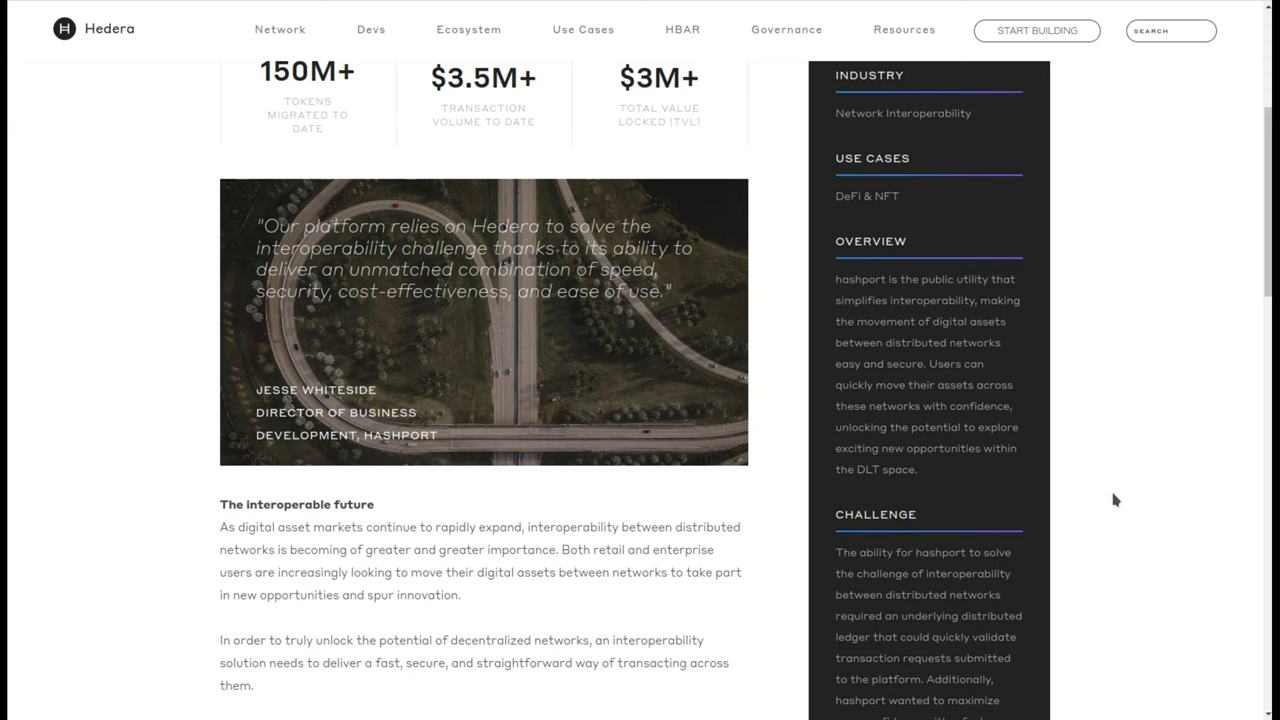 Hedera
Network
Devs
Ecosystem
Use Cases
HBAR
Governance
Resources
START BUILDING
SEARCH
150M+
TOKENS
MIGRATED TO
DATE
$3.5M+
TRANSACTION
VOLUME TO DATE
$3M+
TOTAL VALUE
LOCKED (TVL)
"Our platform relies on Hedera to solve the
interoperability challenge thanks to its ability to
deliver an unmatched combination of speed,
security, cost-effectiveness, and ease of use."
JESSE WHITESIDE
DIRECTOR OF BUSINESS
DEVELOPMENT, HASHPORT
The interoperable future
As digital asset markets continue to rapidly expand, interoperability between distributed
networks is becoming of greater and greater importance. Both retail and enterprise
users are increasingly looking to move their digital assets between networks to take part
in new opportunities and spur innovation.
In order to truly unlock the potential of decentralized networks, an interoperability
solution needs to deliver a fast, secure, and straightforward way of transacting across
them.
INDUSTRY
Network Interoperability
USE CASES
DeFi & NFT
OVERVIEW
hashport is the public utility that
simplifies interoperability, making
the movement of digital assets
between distributed networks
easy and secure. Users can
quickly move their assets across
these networks with confidence,
unlocking the potential to explore
exciting new opportunities within
the DLT space.
CHALLENGE
The ability for hashport to solve
the challenge of interoperability
between distributed networks
required an underlying distributed
ledger that could quickly validate
transaction requests submitted
to the platform. Additionally,
hashport wanted to maximize